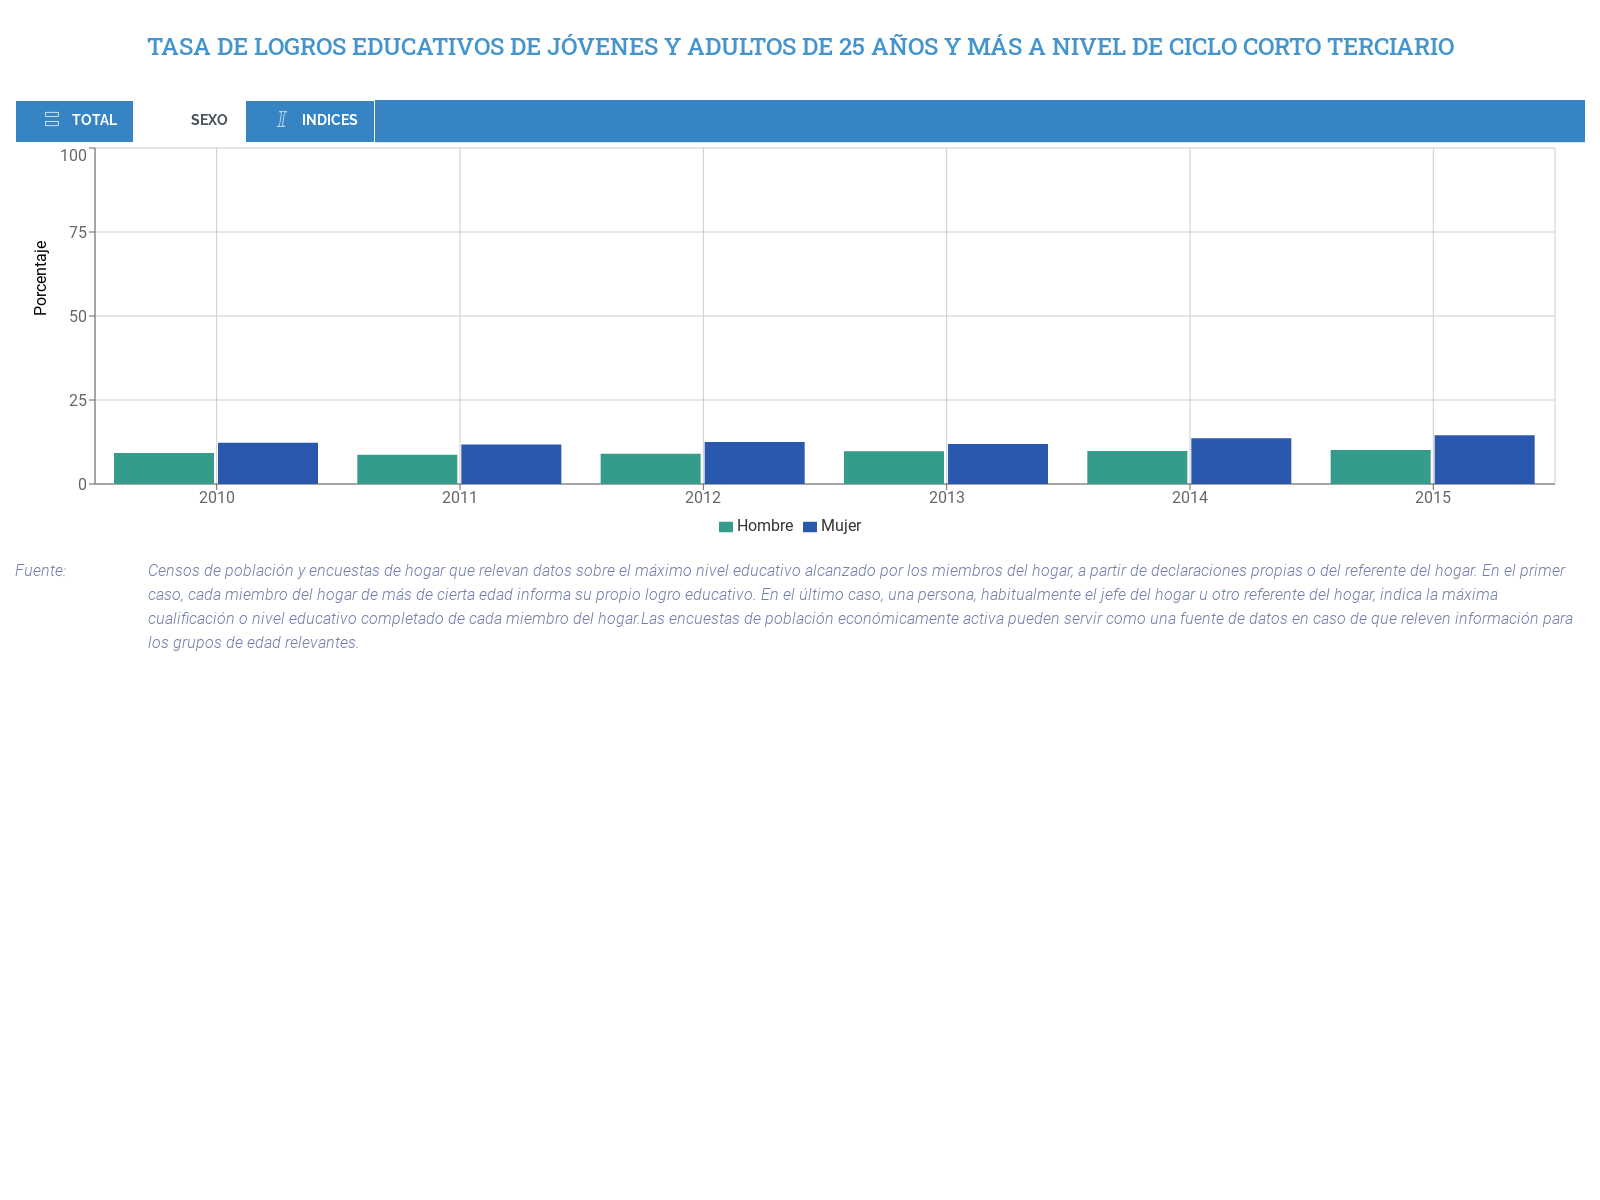 TASA DE LOGROS EDUCATIVOS DE JÓVENES Y ADULTOS DE 25 AÑOS Y MÁS A NIVEL DE CICLO CORTO TERCIARIO
TOTAL SEXO INDICES
Porcentaje
100
75
50
25
0
2010 2011 2012 2013 2014 2015
Hombre Mujer
Fuente: Censos de población y encuestas de hogar que relevan datos sobre el máximo nivel educativo alcanzado por los miembros del hogar, a partir de declaraciones propias o del referente del hogar. En el primer
caso, cada miembro del hogar de más de cierta edad informa su propio logro educativo. En el último caso, una persona, habitualmente el jefe del hogar u otro referente del hogar, indica la máxima
cualificación o nivel educativo completado de cada miembro del hogar.Las encuestas de población económicamente activa pueden servir como una fuente de datos en caso de que releven información para
los grupos de edad relevantes.